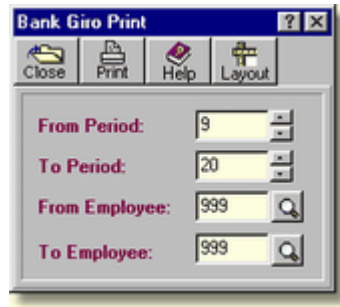 Bank Giro Print
Close Print Help Layout
From Period: 9
To Period: 20
From Employee: 999
To Employee: 999